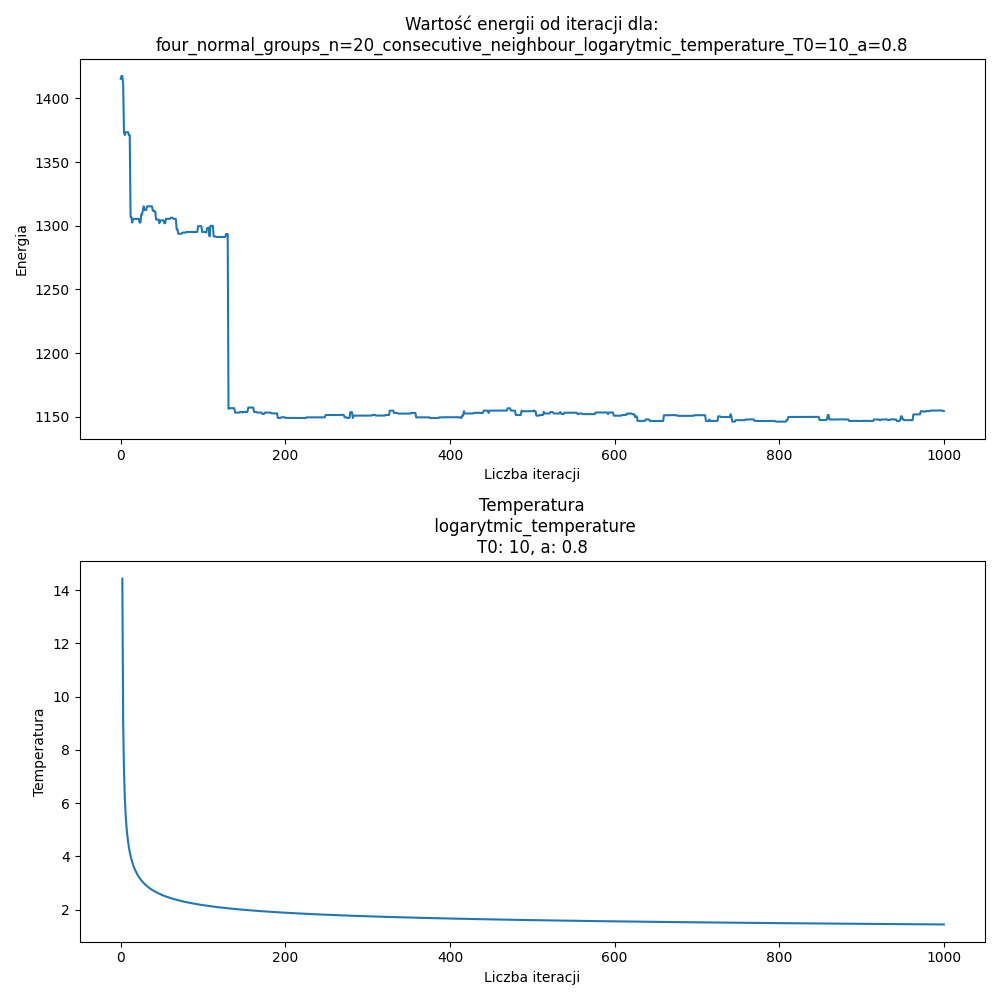 Wartość energii od iteracji dla:
four_normal_groups_n=20_consecutive_neighbour_logarytmic_temperature_T0=10_a=0.8
1400
1350
1300
1250
1200
1150
Energia
0 200 400 600 800 1000
Liczba iteracji
Temperatura
logarytmic_temperature
T0: 10, a: 0.8
14
12
10
8
6
4
2
Temperatura
0 200 400 600 800 1000
Liczba iteracji